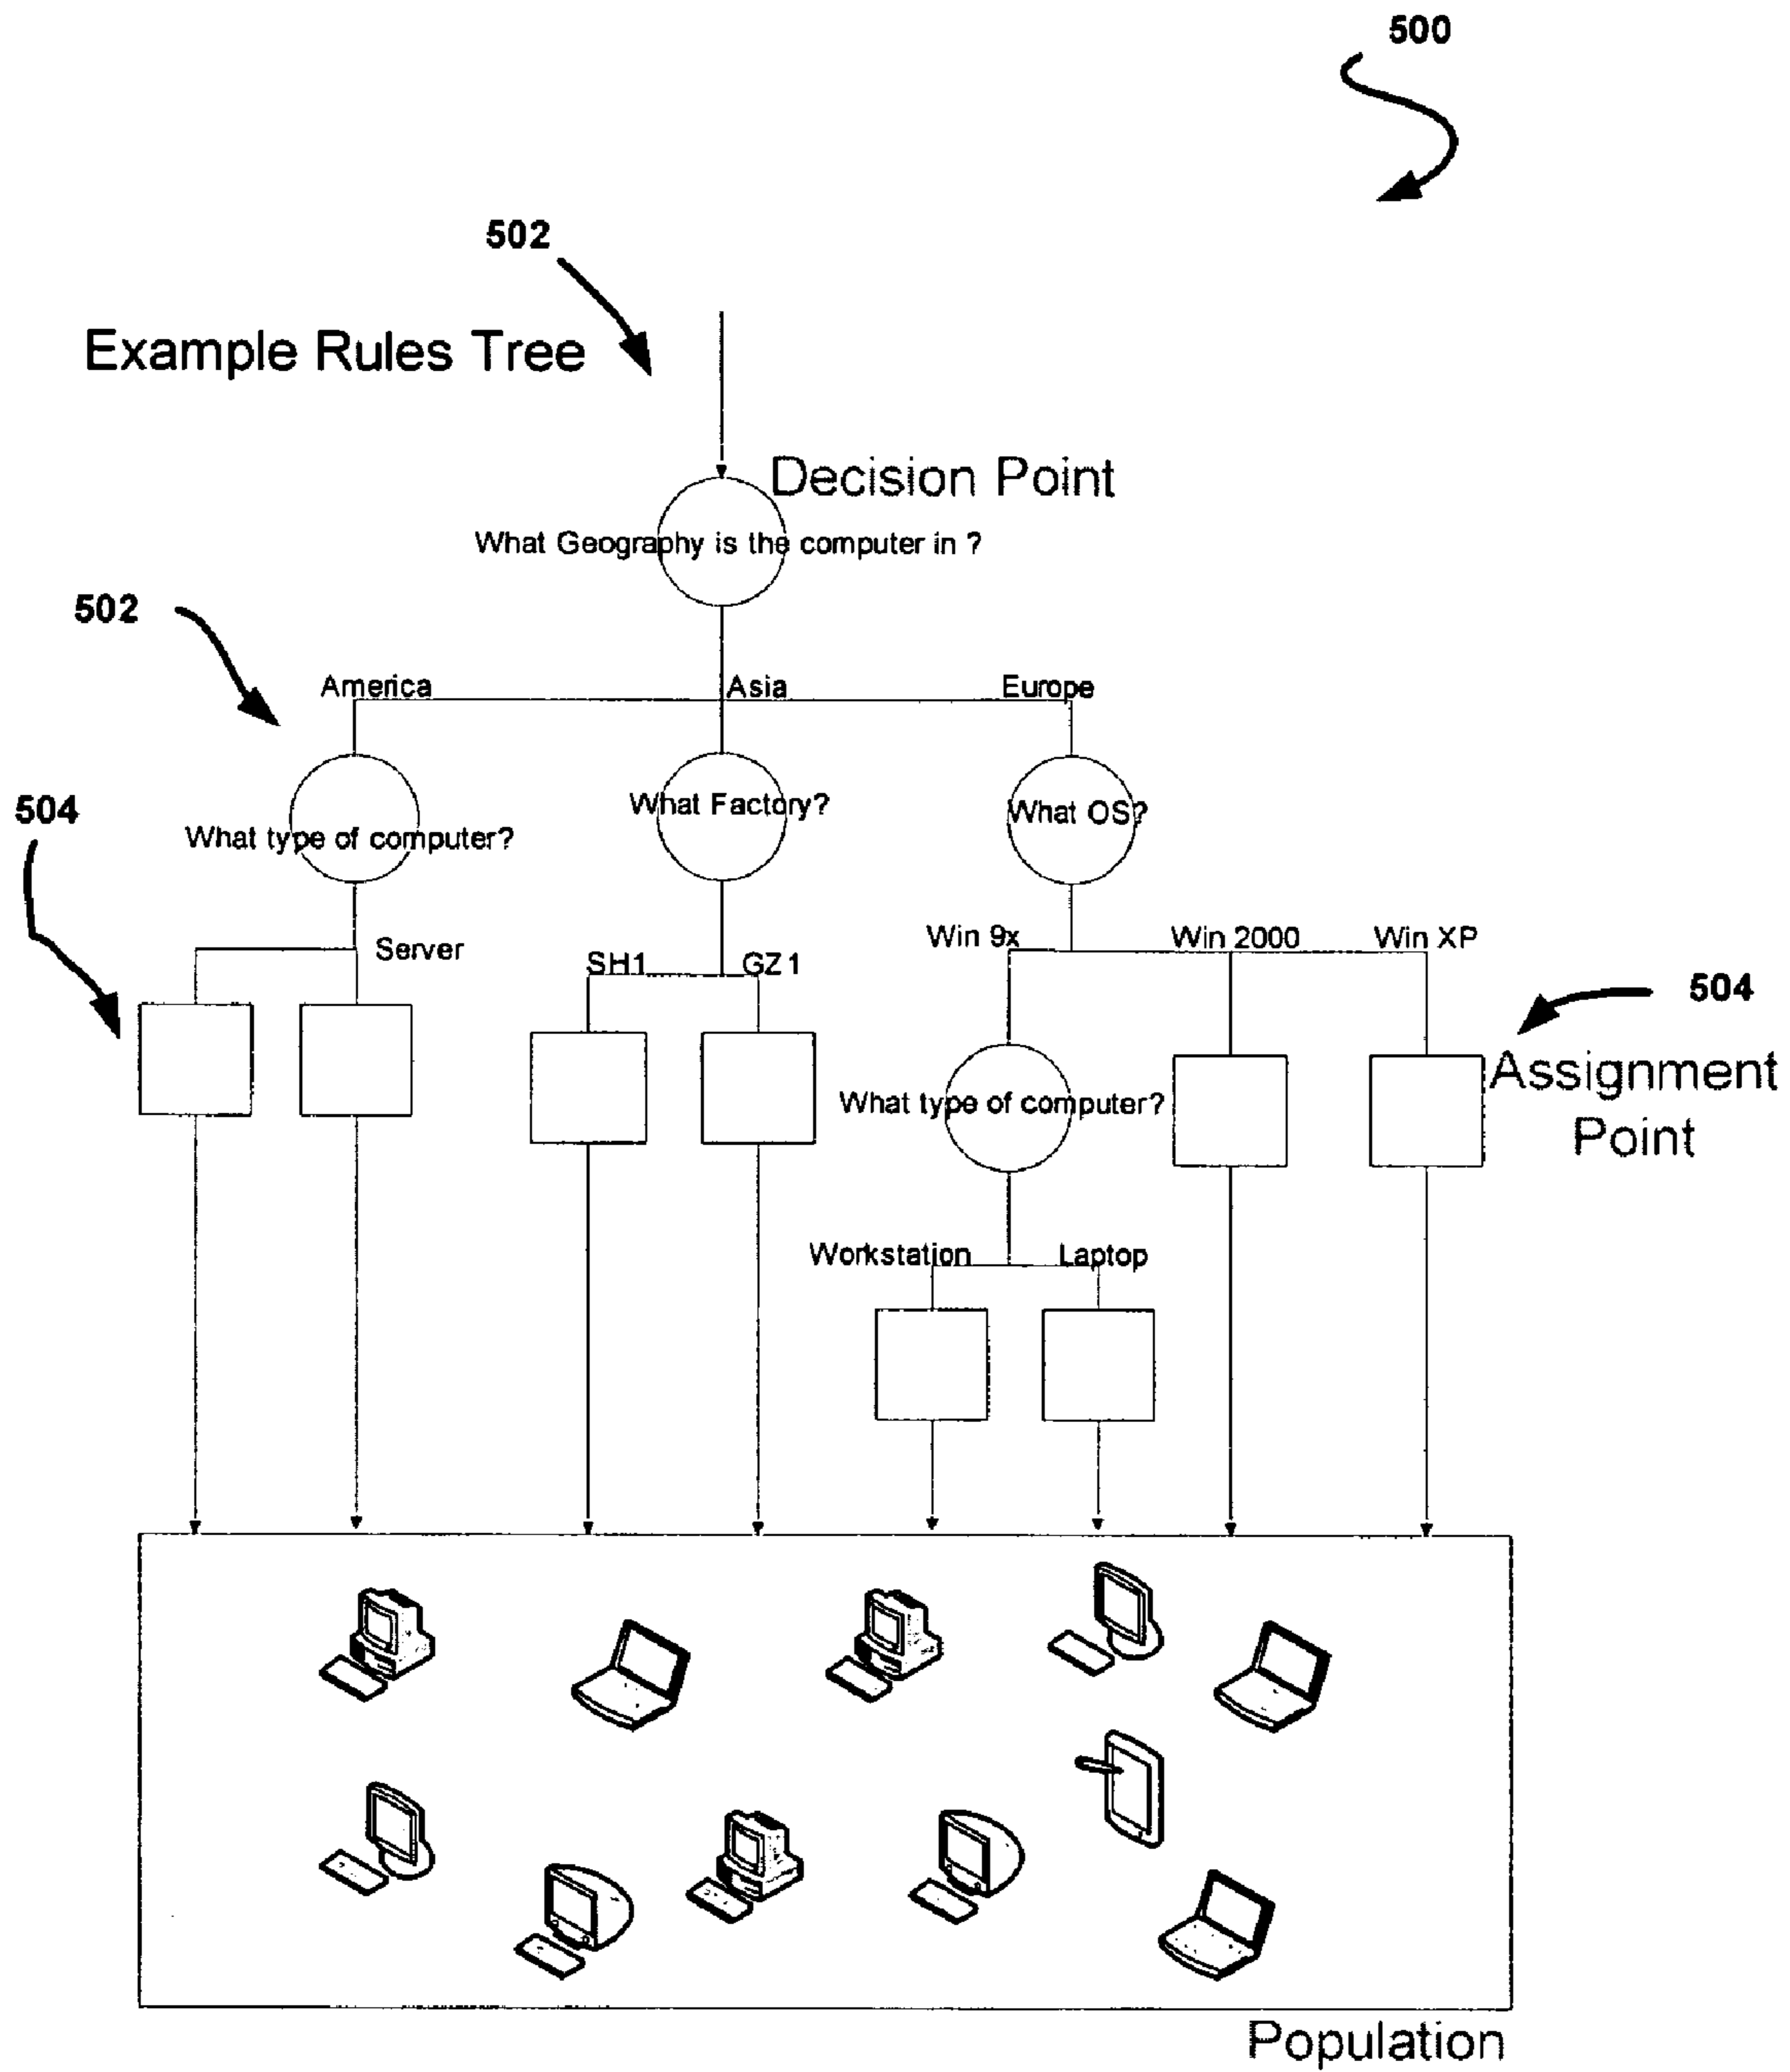 500
502
Example Rules Tree
Decision Point
What Geography is the computer in ?
502
America
Asia
Europe
504
What type of computer?
What Factory?
What OS?
Server
SH1
GZ1
Win 9x
Win 2000
Win XP
504
Assignment
Point
What type of computer?
Workstation
Laptop
Population